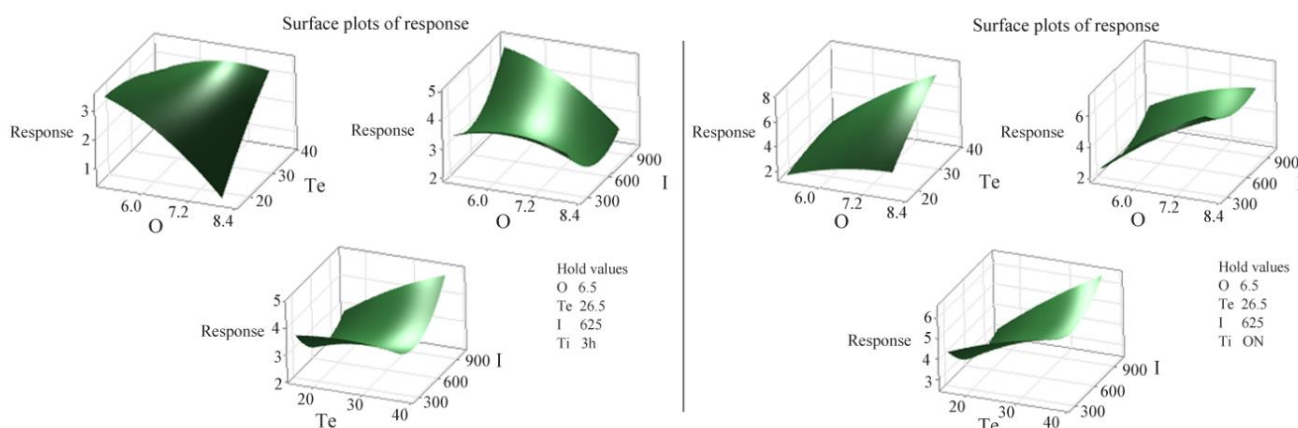 Surface plots of response
3
2
1
Response
6.0
7.2
8.4
O
20
30
40
Te
5
4
3
2
Response
6.0
7.2
8.4
O
300
600
900
I
5
4
3
2
Response
20
30
40
Te
300
600
900
I
Hold values
O 6.5
Te 26.5
I 625
Ti 3h
Surface plots of response
8
6
4
2
Response
6.0
7.2
8.4
O
20
30
40
Te
6
4
2
Response
6.0
7.2
8.4
O
300
600
900
I
6
5
4
3
Response
20
30
40
Te
300
600
900
I
Hold values
O 6.5
Te 26.5
I 625
Ti ON